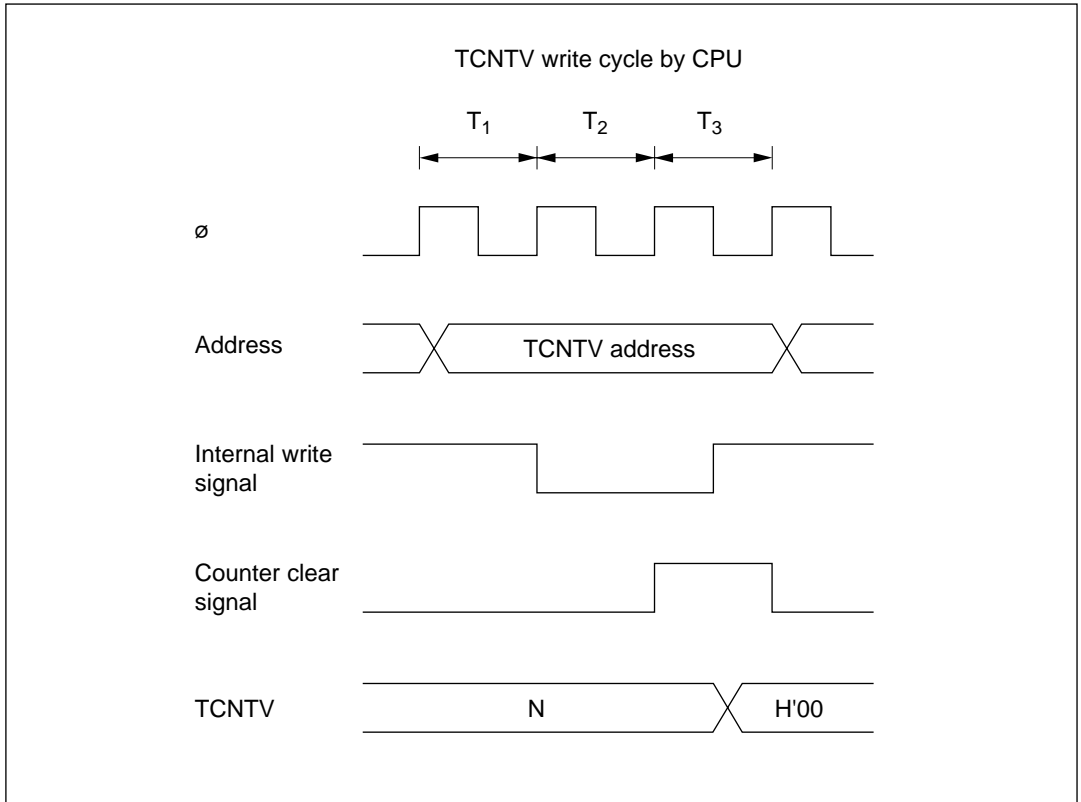 TCNTV write cycle by CPU
T₁ T₂ T₃
ø
Address
TCNTV address
Internal write
signal
Counter clear
signal
TCNTV
N
H'00